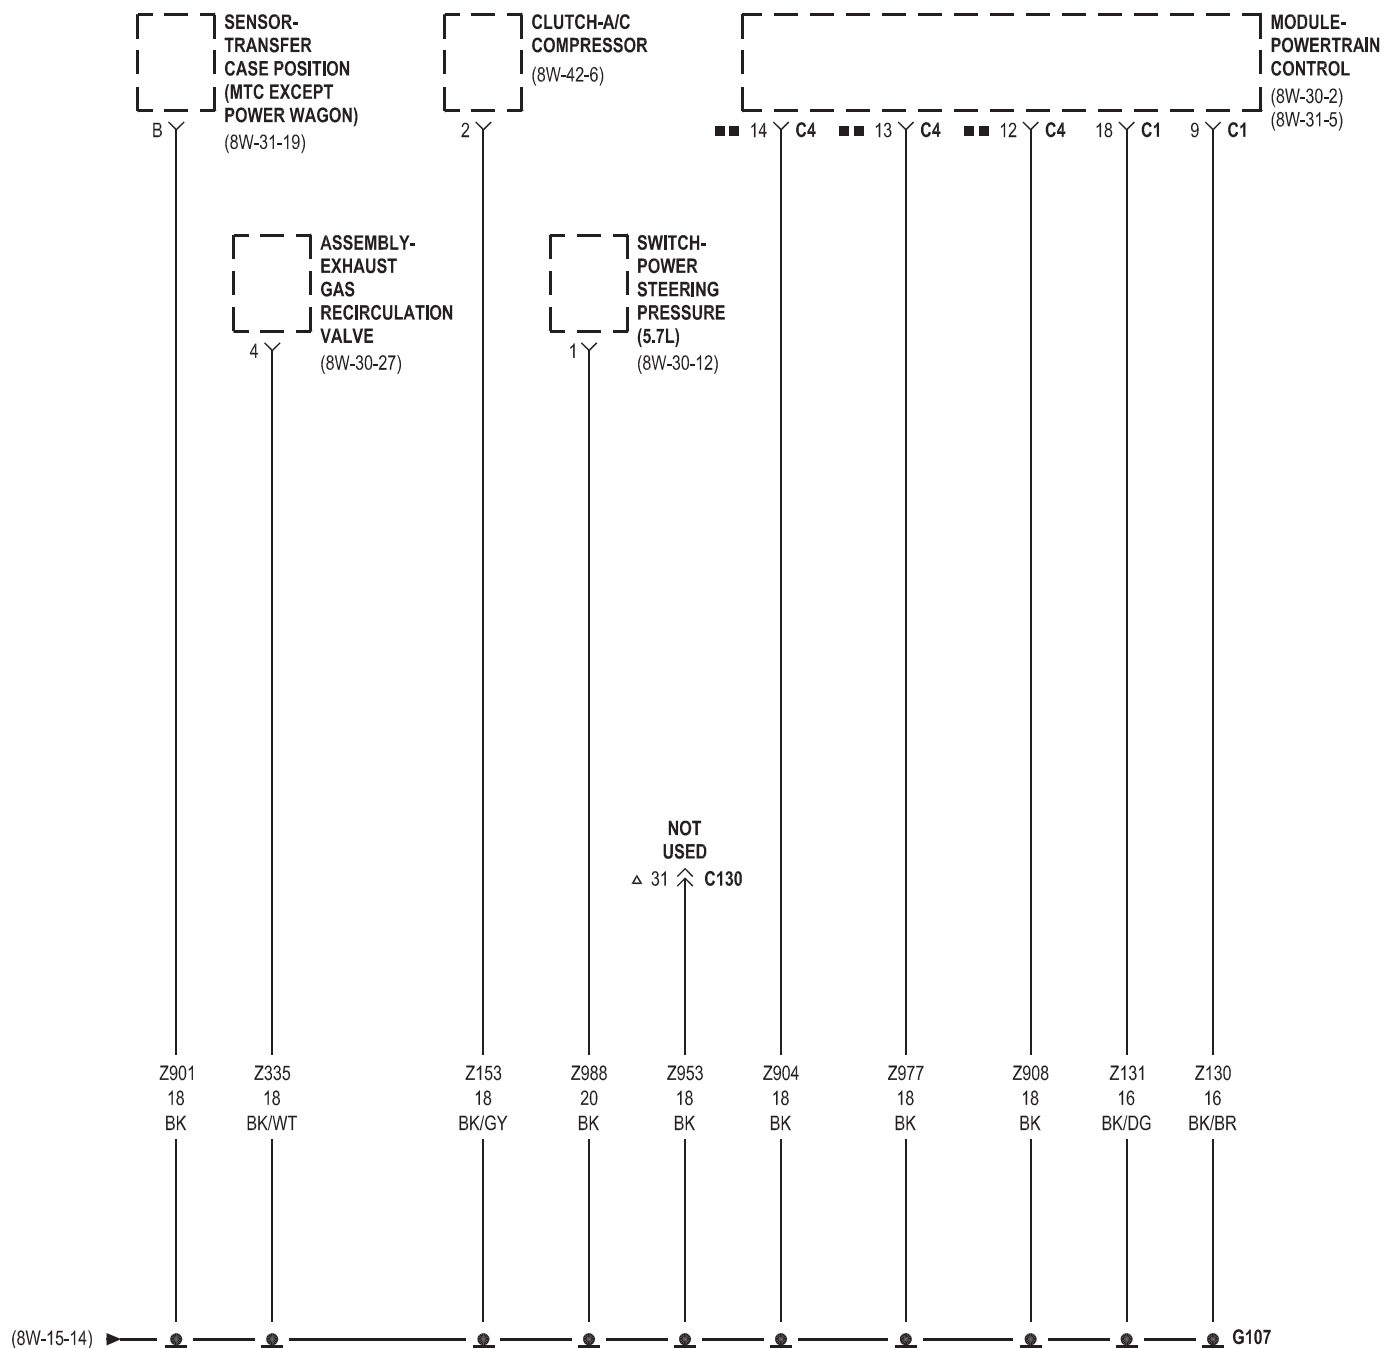 SENSOR-
TRANSFER
CASE POSITION
(MTC EXCEPT
POWER WAGON)
(8W-31-19)
B
CLUTCH-A/C
COMPRESSOR
(8W-42-6)
2
MODULE-
POWERTRAIN
CONTROL
(8W-30-2)
(8W-31-5)
14 C4
13 C4
12 C4
18 C1
9 C1
ASSEMBLY-
EXHAUST
GAS
RECIRCULATION
VALVE
(8W-30-27)
4
SWITCH-
POWER
STEERING
PRESSURE
(5.7L)
(8W-30-12)
1
NOT
USED
31 C130
Z901 Z335 Z153 Z988 Z953 Z904 Z977 Z908 Z131 Z130
18 18 18 20 18 18 18 18 16 16
BK BK/WT BK/GY BK BK BK BK BK BK/DG BK/BR
(8W-15-14) G107